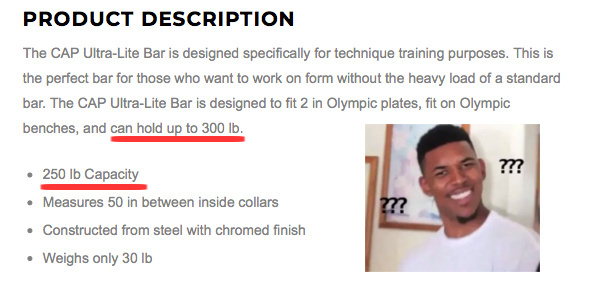 PRODUCT DESCRIPTION
The CAP Ultra-Lite Bar is designed specifically for technique training purposes. This is
the perfect bar for those who want to work on form without the heavy load of a standard
bar. The CAP Ultra-Lite Bar is designed to fit 2 in Olympic plates, fit on Olympic
benches, and can hold up to 300 lb.
???
???
• 250 lb Capacity
• Measures 50 in between inside collars
• Constructed from steel with chromed finish
• Weighs only 30 lb